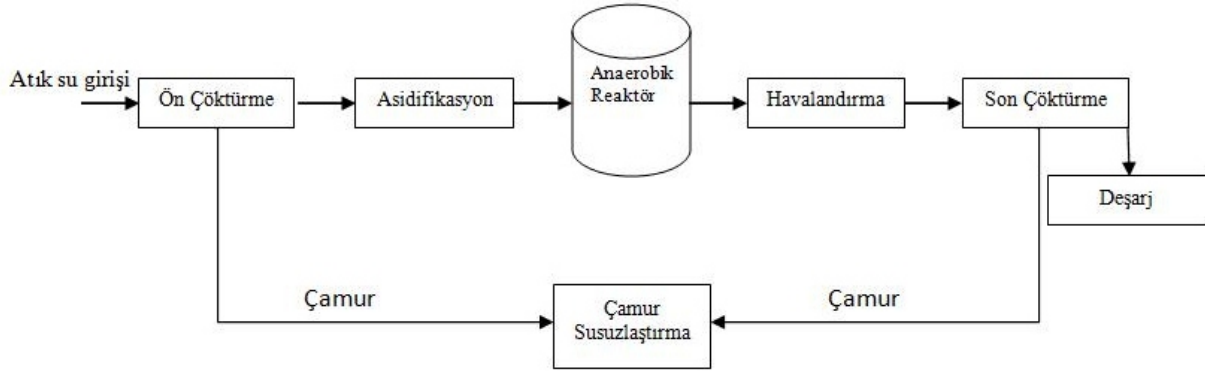 Atık su girişi
Ön Çöktürme
Asidifikasyon
Anaerobik
Reaktör
Havalandırma
Son Çöktürme
Deşarj
Çamur
Çamur
Susuzlaştırma
Çamur